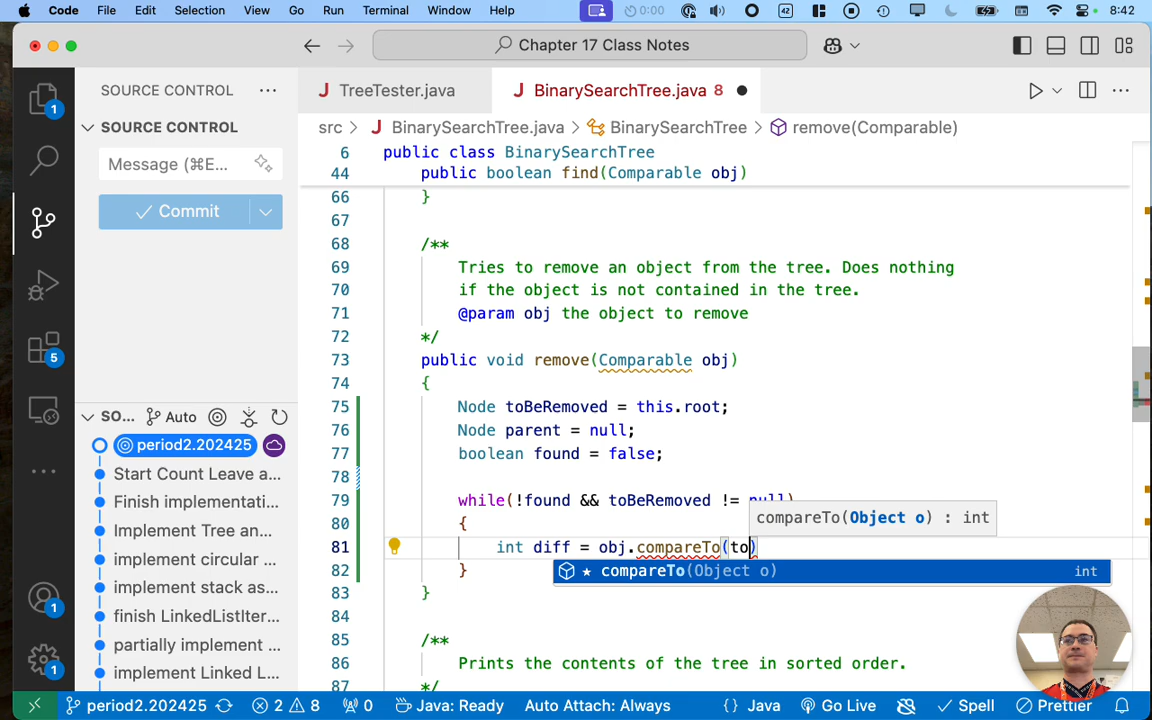 Code File Edit Selection View Go Run Terminal Window Help 0:00 42 8:42
Chapter 17 Class Notes
SOURCE CONTROL ···
TreeTester.java
BinarySearchTree.java 8
src > BinarySearchTree.java > BinarySearchTree > remove(Comparable)
SOURCE CONTROL
Message (⌘E...
Commit
SO... Auto
period2.202425
Start Count Leave a...
Finish implementati...
Implement Tree an...
implement circular ...
implement stack as...
finish LinkedListIter...
partially implement ...
implement Linked L...
1
5
1
1
6 public class BinarySearchTree
44 public boolean find(Comparable obj)
66 }
67
68 /**
69 Tries to remove an object from the tree. Does nothing
70 if the object is not contained in the tree.
71 @param obj the object to remove
72 */
73 public void remove(Comparable obj)
74 {
75 Node toBeRemoved = this.root;
76 Node parent = null;
77 boolean found = false;
78
79 while(!found && toBeRemoved != null)
80 {
81 int diff = obj.compareTo(to)
82 }
83 }
84
85 /**
86 Prints the contents of the tree in sorted order.
87 */
compareTo(Object o) : int
compareTo(Object o) int
period2.202425 2 8 0 Java: Ready Auto Attach: Always {} Java Go Live Spell Prettier